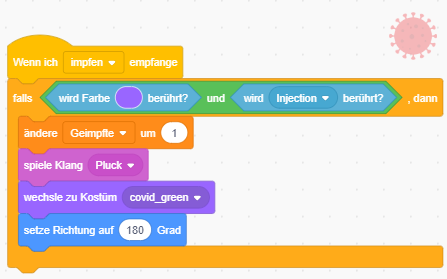 Wenn ich impfen empfange
falls wird Farbe berührt? und wird Injection berührt? , dann
ändere Geimpfte um 1
spiele Klang Pluck
wechsle zu Kostüm covid_green
setze Richtung auf 180 Grad